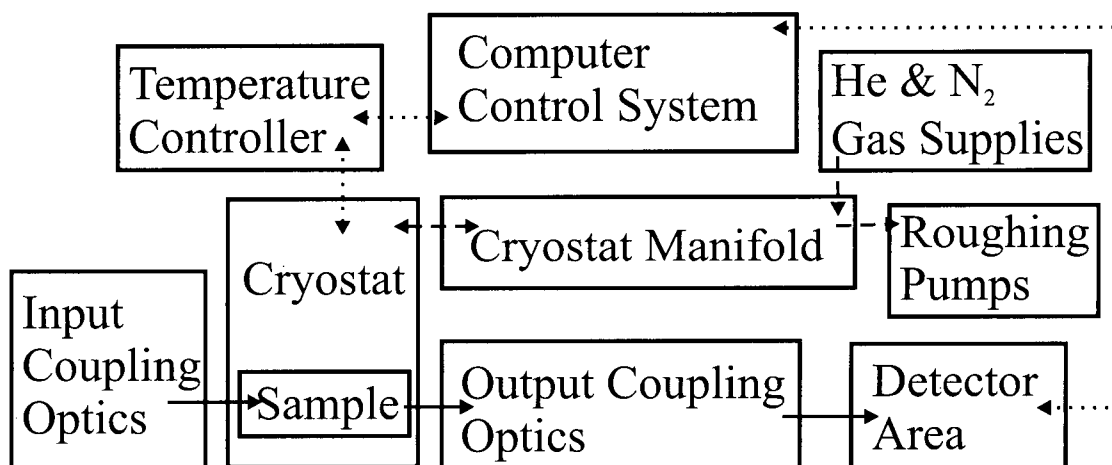 Temperature
Controller
Computer
Control System
He & N₂
Gas Supplies
Cryostat
Cryostat Manifold
Roughing
Pumps
Input
Coupling
Optics
Sample
Output Coupling
Optics
Detector
Area